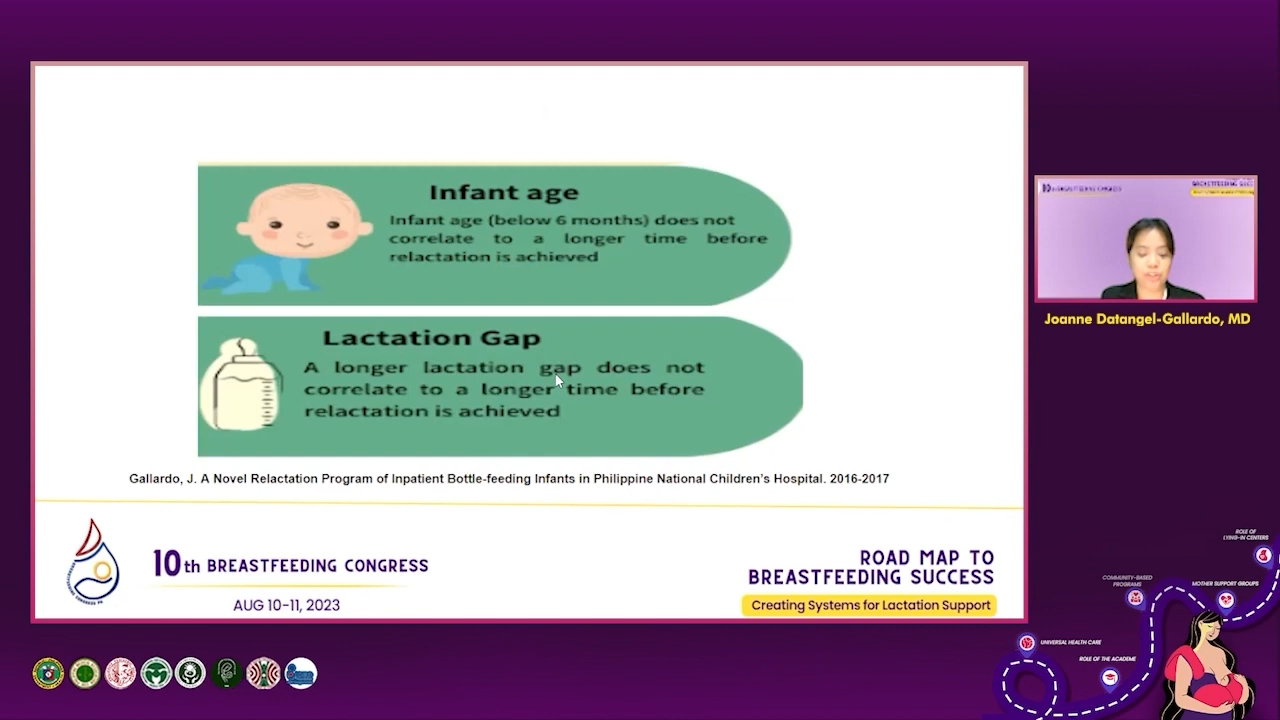 Infant age
Infant age (below 6 months) does not
correlate to a longer time before
relactation is achieved
Lactation Gap
A longer lactation gap does not
correlate to a longer time before
relactation is achieved
Gallardo, J. A Novel Relactation Program of Inpatient Bottle-feeding Infants in Philippine National Children's Hospital. 2016-2017
10th BREASTFEEDING CONGRESS
AUG 10-11, 2023
ROAD MAP TO
BREASTFEEDING SUCCESS
Creating Systems for Lactation Support
Joanne Datangel-Gallardo, MD
ROLE OF
LYING-IN CENTERS
COMMUNITY-BASED
PROGRAMS
MOTHER SUPPORT GROUPS
UNIVERSAL HEALTH CARE
ROLE OF THE ACADEME